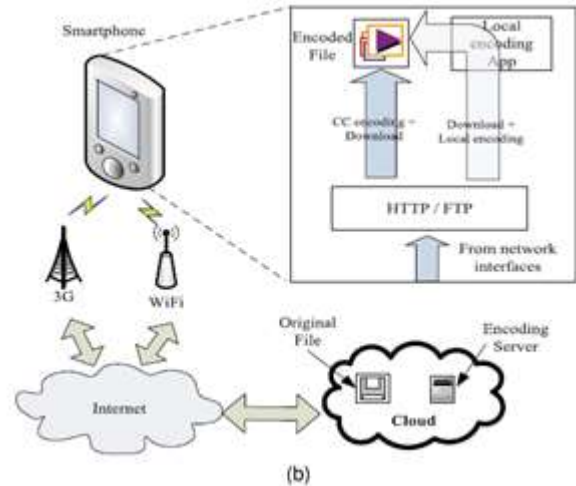 Smartphone
Encoded
File
Local
encoding
App
CC encoding +
Download
Download +
Local encoding
HTTP / FTP
From network
interfaces
3G
WiFi
Original
File
Encoding
Server
Internet
Cloud
(b)